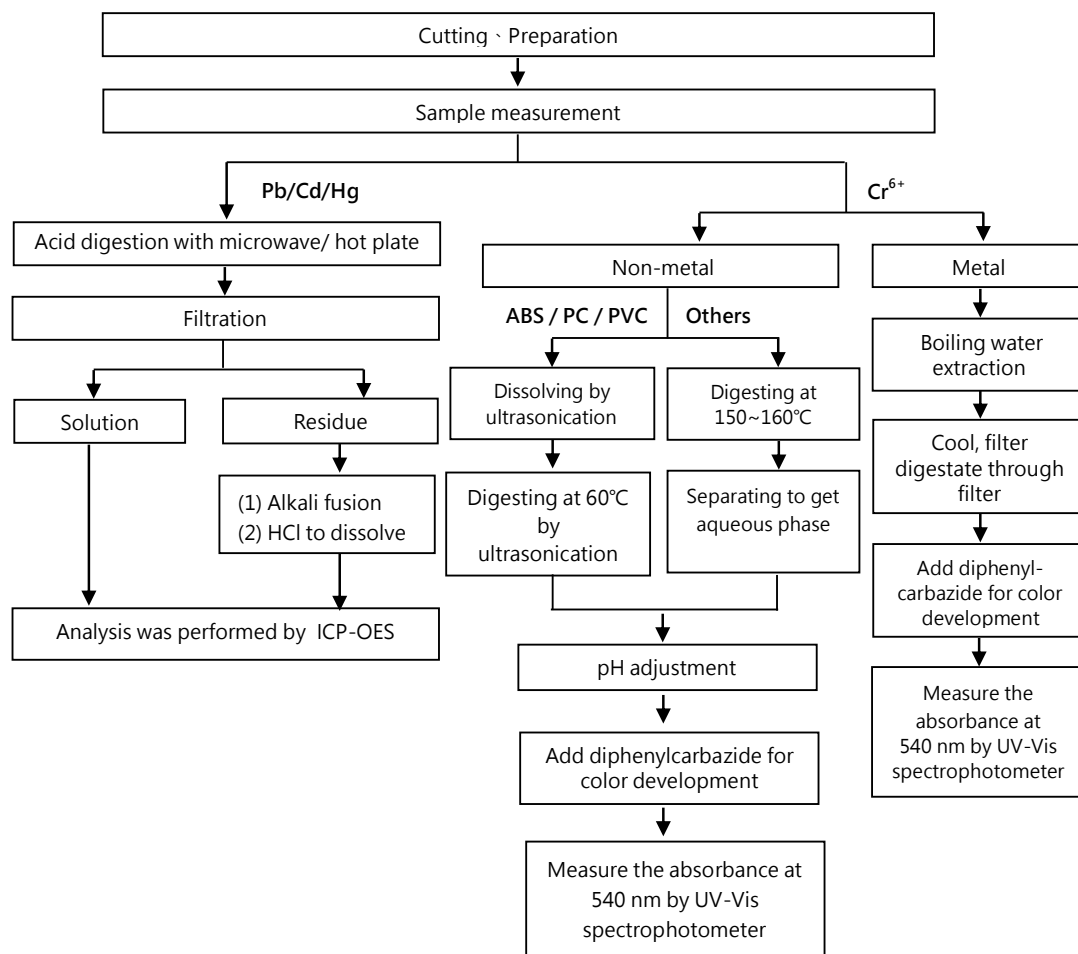 Cutting、Preparation
Sample measurement
Pb/Cd/Hg
Cr⁶⁺
Acid digestion with microwave/ hot plate
Non-metal
Metal
Filtration
ABS / PC / PVC
Others
Boiling water
extraction
Solution
Residue
Dissolving by
ultrasonication
Digesting at
150~160℃
Cool, filter
digestate through
filter
(1) Alkali fusion
(2) HCl to dissolve
Digesting at 60℃
by
ultrasonication
Separating to get
aqueous phase
Add diphenyl-
carbazide for color
development
Analysis was performed by ICP-OES
pH adjustment
Measure the
absorbance at
540 nm by UV-Vis
spectrophotometer
Add diphenylcarbazide for
color development
Measure the absorbance at
540 nm by UV-Vis
spectrophotometer